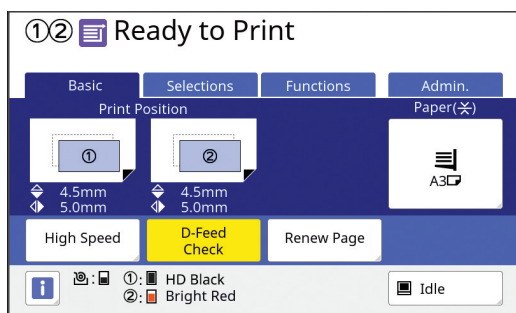 ①② Ready to Print
Basic Selections Functions Admin.
Print Position Paper(※)
① ②
A3
4.5mm 4.5mm
5.0mm 5.0mm
High Speed D-Feed Check Renew Page
i ①: HD Black
②: Bright Red
Idle